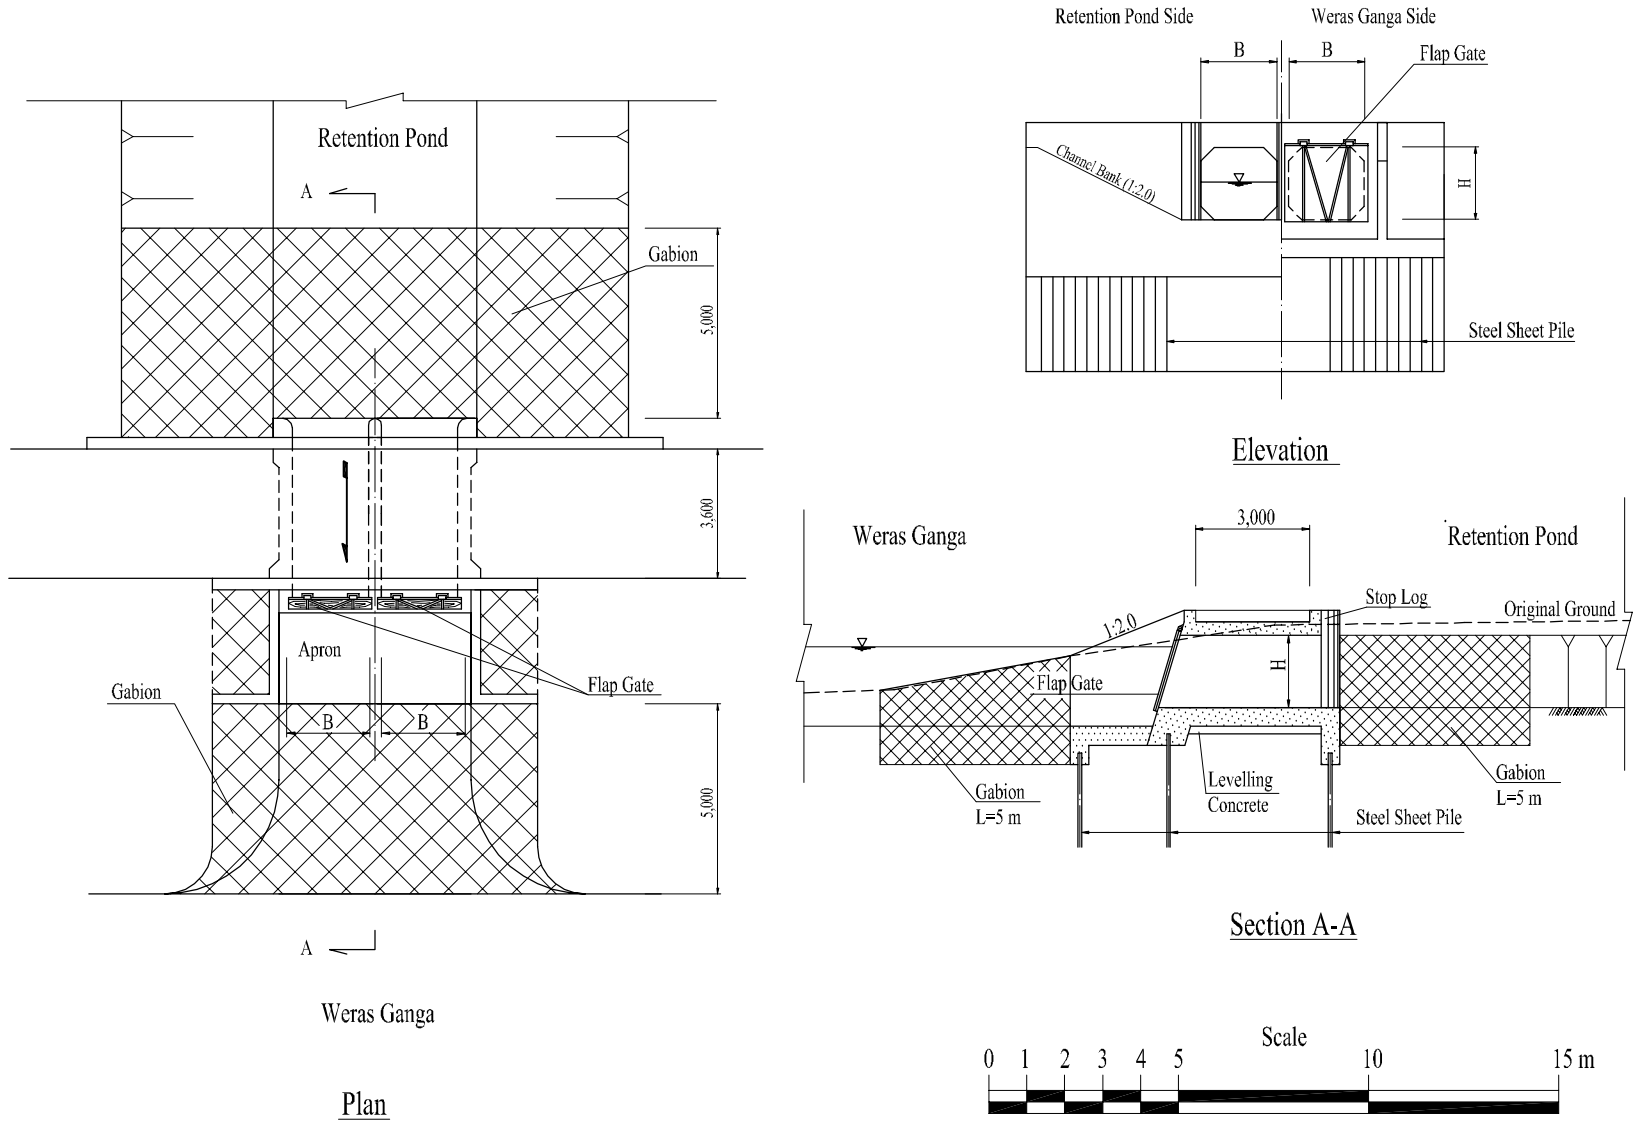 Retention Pond
A
Gabion
5,000
3,600
Apron
Flap Gate
Gabion
B
B
5,000
A
Weras Ganga
Plan
Retention Pond Side
Weras Ganga Side
B
B
Flap Gate
Channel Bank (1:2.0)
H
Steel Sheet Pile
Elevation
3,000
Weras Ganga
Retention Pond
Stop Log
Original Ground
1:2.0
H
Flap Gate
Gabion
L=5 m
Levelling
Concrete
Gabion
L=5 m
Steel Sheet Pile
Section A-A
Scale
0 1 2 3 4 5 10 15 m